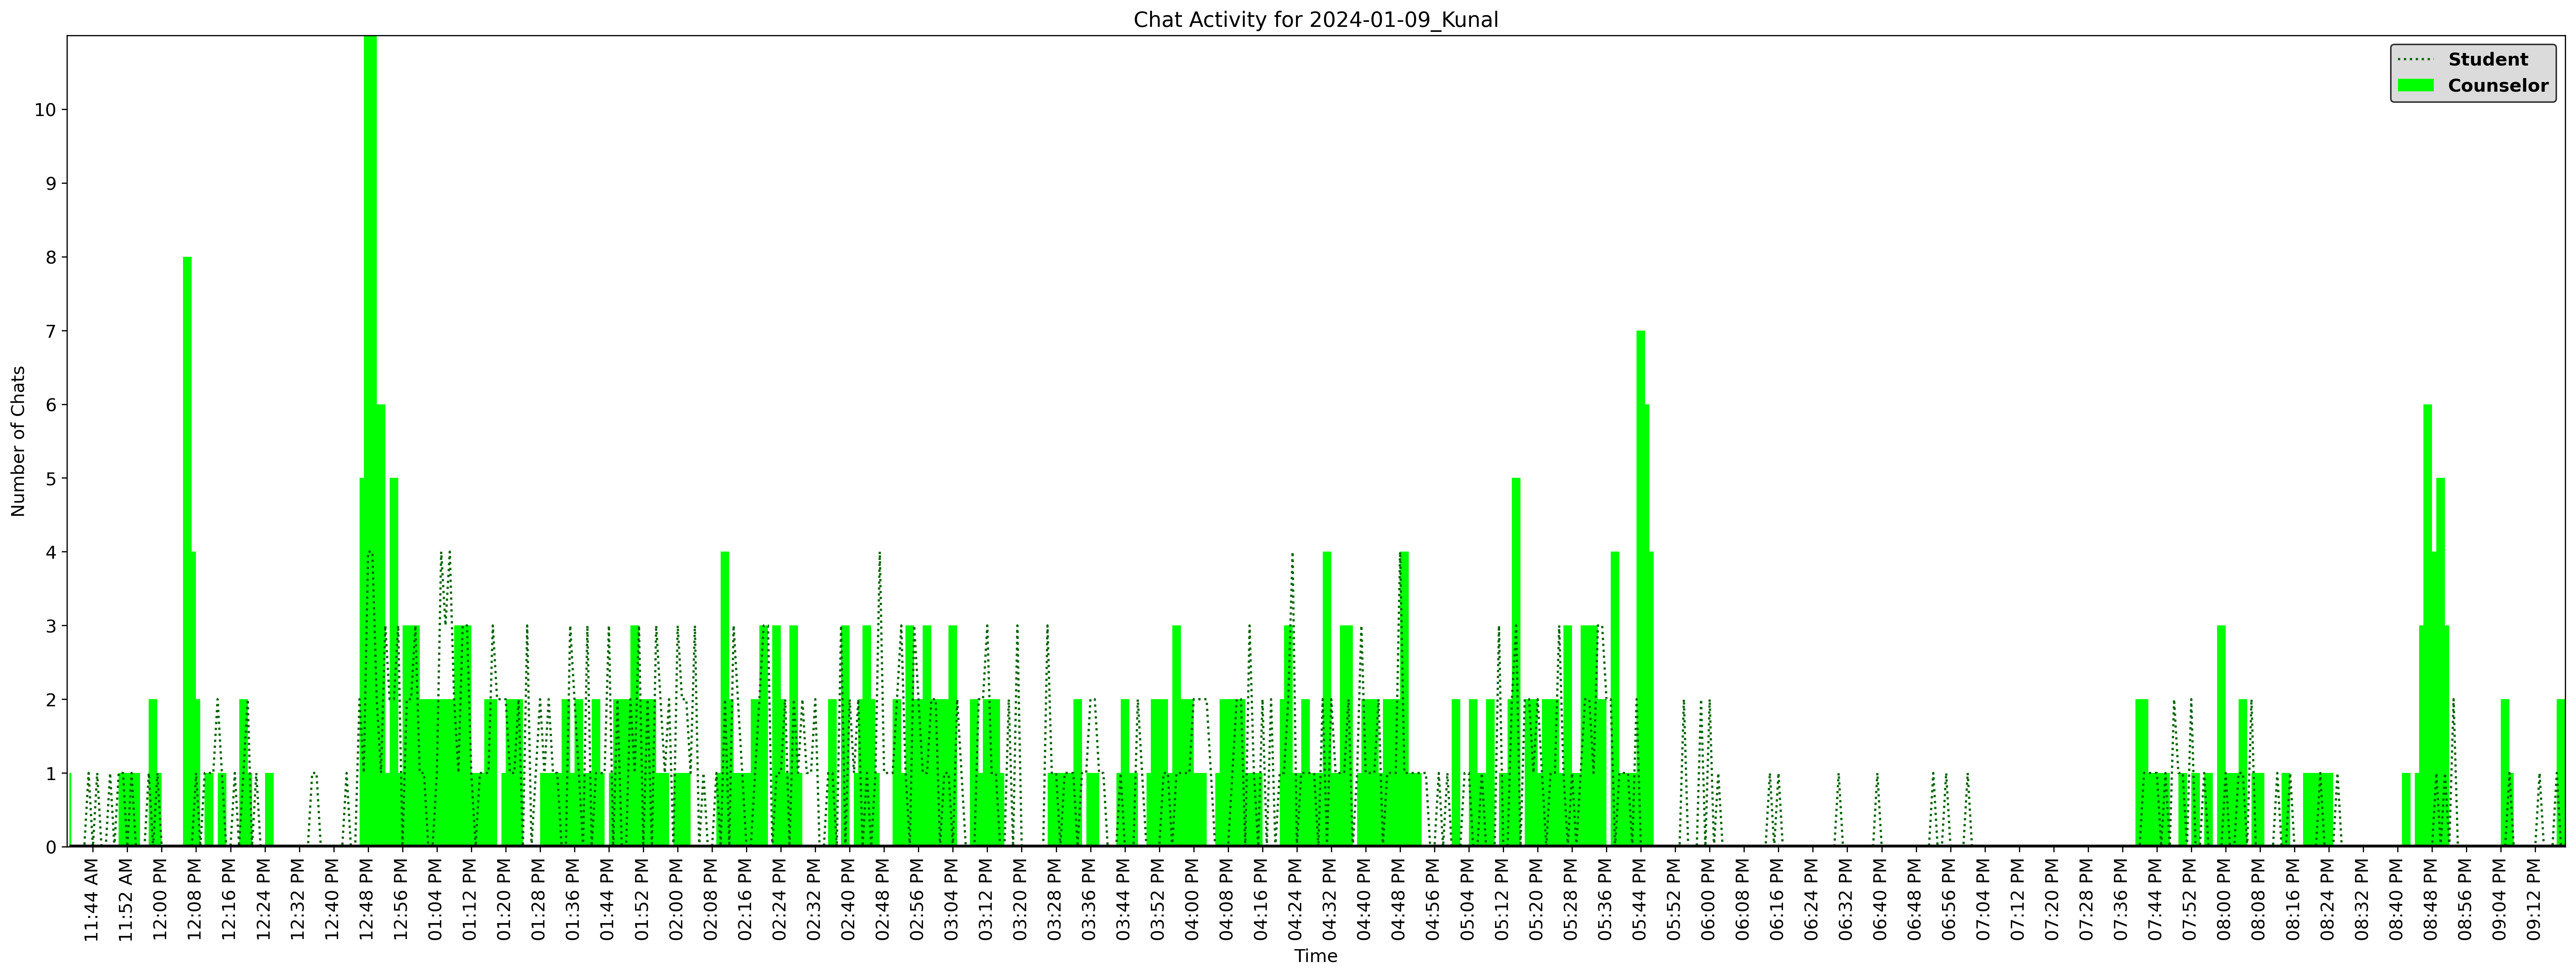 Chat Activity for 2024-01-09_Kunal
Student
Counselor
Number of Chats
10
9
8
7
6
5
4
3
2
1
0
11:44 AM
11:52 AM
12:00 PM
12:08 PM
12:16 PM
12:24 PM
12:32 PM
12:40 PM
12:48 PM
12:56 PM
01:04 PM
01:12 PM
01:20 PM
01:28 PM
01:36 PM
01:44 PM
01:52 PM
02:00 PM
02:08 PM
02:16 PM
02:24 PM
02:32 PM
02:40 PM
02:48 PM
02:56 PM
03:04 PM
03:12 PM
03:20 PM
03:28 PM
03:36 PM
03:44 PM
03:52 PM
04:00 PM
04:08 PM
04:16 PM
04:24 PM
04:32 PM
04:40 PM
04:48 PM
04:56 PM
05:04 PM
05:12 PM
05:20 PM
05:28 PM
05:36 PM
05:44 PM
05:52 PM
06:00 PM
06:08 PM
06:16 PM
06:24 PM
06:32 PM
06:40 PM
06:48 PM
06:56 PM
07:04 PM
07:12 PM
07:20 PM
07:28 PM
07:36 PM
07:44 PM
07:52 PM
08:00 PM
08:08 PM
08:16 PM
08:24 PM
08:32 PM
08:40 PM
08:48 PM
08:56 PM
09:04 PM
09:12 PM
Time